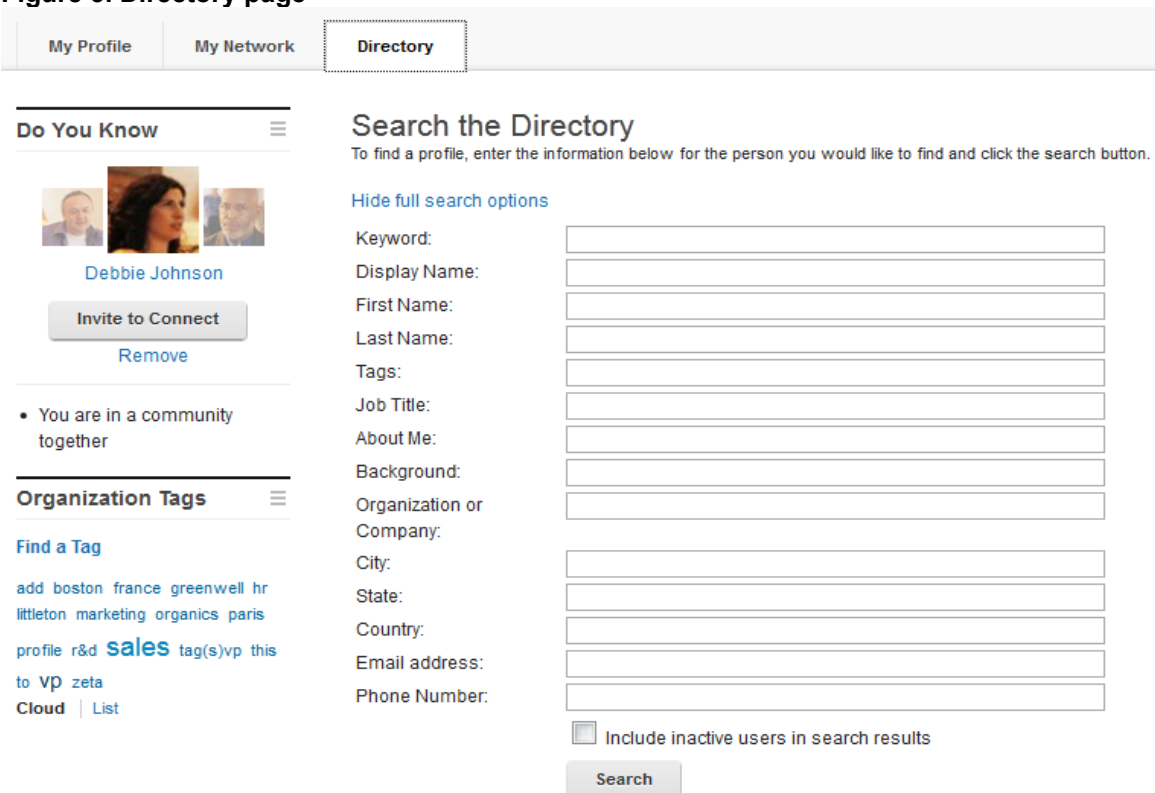 My Profile
My Network
Directory
Do You Know
Debbie Johnson
Invite to Connect
Remove
• You are in a community
together
Organization Tags
Find a Tag
add boston france greenwell hr
littleton marketing organics paris
profile r&d sales tag(s)vp this
to vp zeta
Cloud | List
Search the Directory
To find a profile, enter the information below for the person you would like to find and click the search button.
Hide full search options
Keyword:
Display Name:
First Name:
Last Name:
Tags:
Job Title:
About Me:
Background:
Organization or
Company:
City:
State:
Country:
Email address:
Phone Number:
Include inactive users in search results
Search